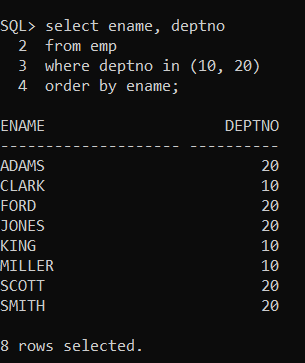 SQL> select ename, deptno
  2  from emp
  3  where deptno in (10, 20)
  4  order by ename;
ENAME                    DEPTNO
-------------------- ----------
ADAMS                        20
CLARK                        10
FORD                         20
JONES                        20
KING                         10
MILLER                       10
SCOTT                        20
SMITH                        20
8 rows selected.